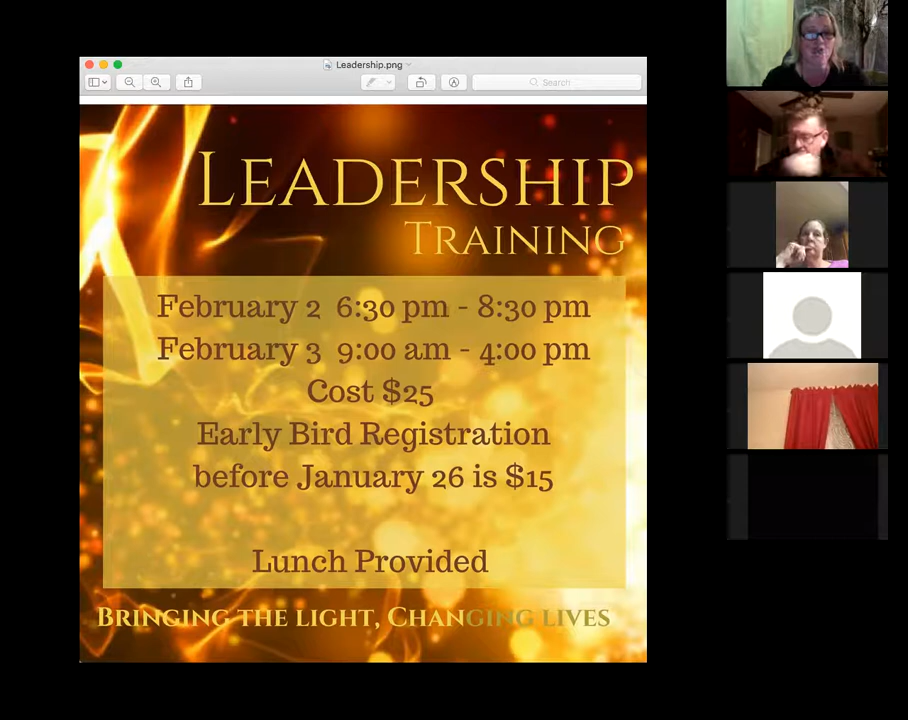 Leadership.png
Search
LEADERSHIP
TRAINING
February 2 6:30 pm - 8:30 pm
February 3 9:00 am - 4:00 pm
Cost $25
Early Bird Registration
before January 26 is $15
Lunch Provided
BRINGING THE LIGHT, CHANGING LIVES